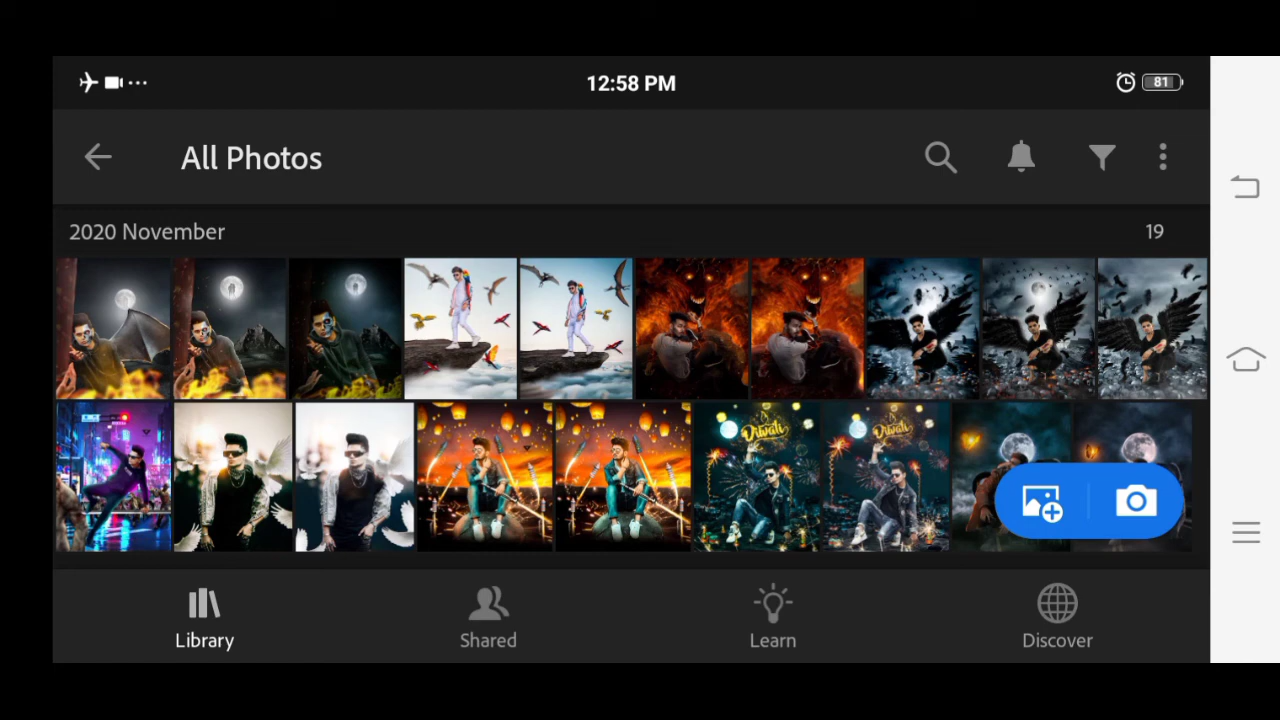 12:58 PM
81
All Photos
2020 November
19
Diwali
Diwali
Library
Shared
Learn
Discover